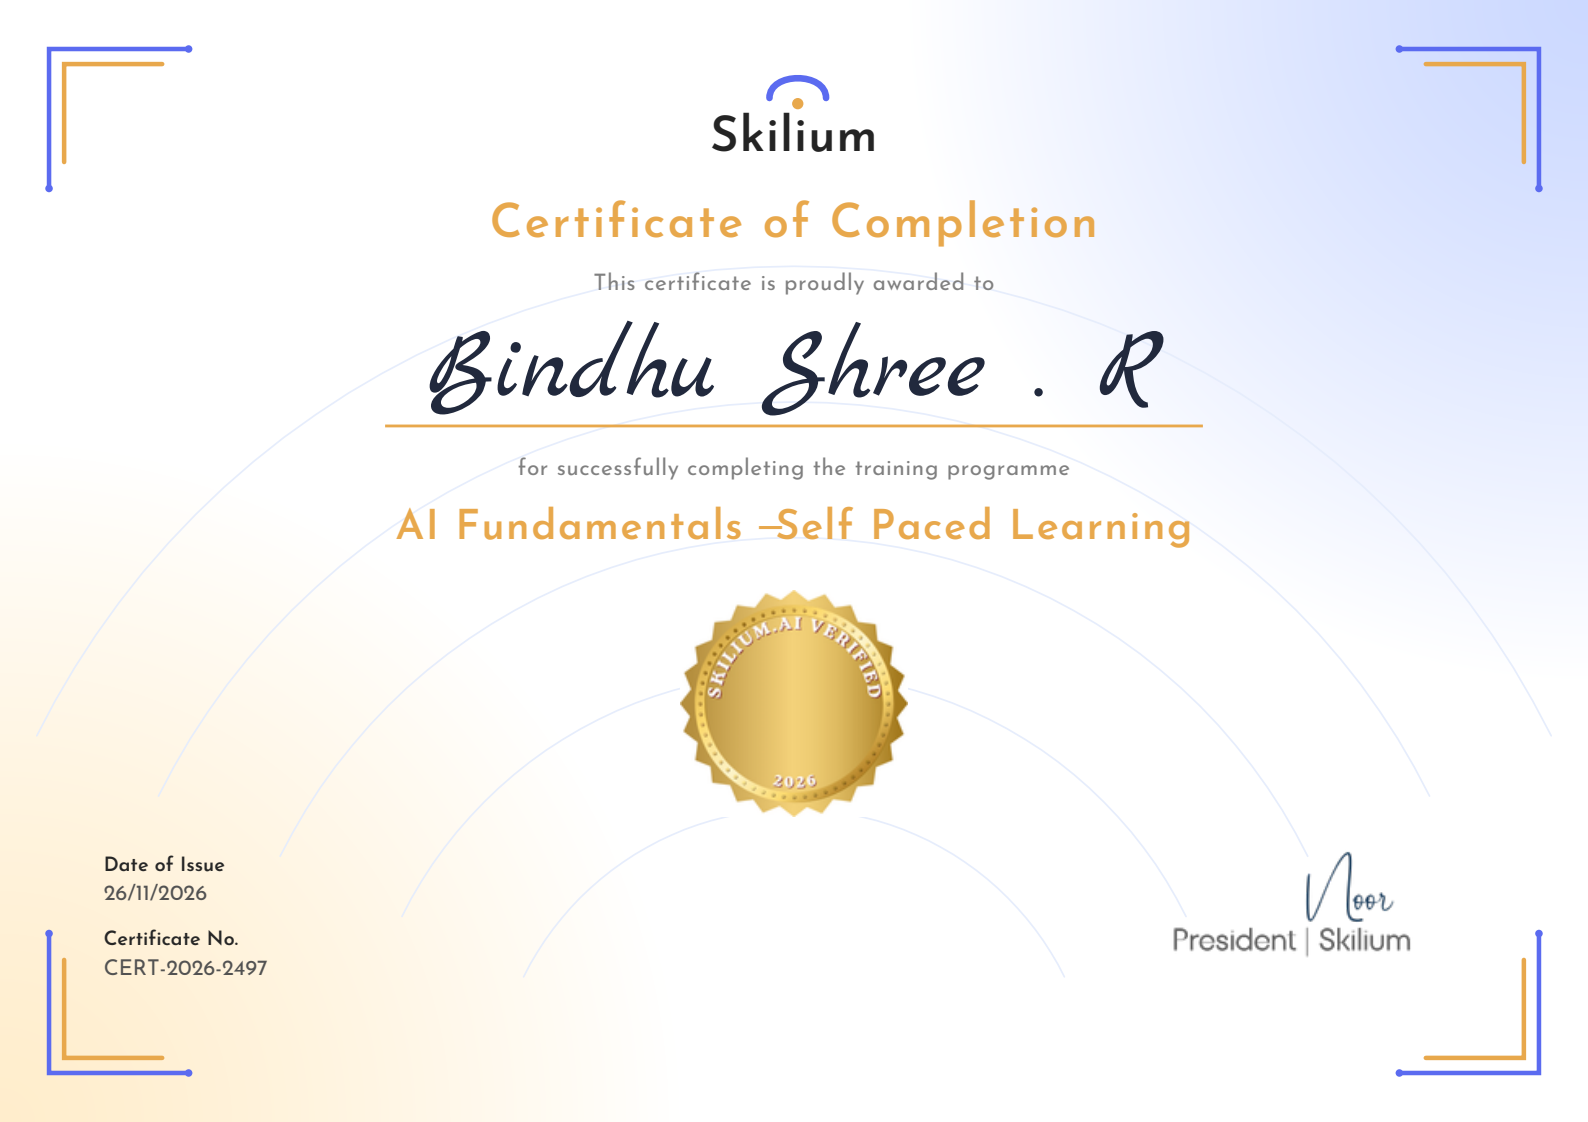 Skilium
Certificate of Completion
This certificate is proudly awarded to
Bindhu Shree . R
for successfully completing the training programme
AI Fundamentals –Self Paced Learning
SKILIUM.AI VERIFIED
2026
Date of Issue
26/11/2026
Certificate No.
CERT-2026-2497
Noor
President | Skilium